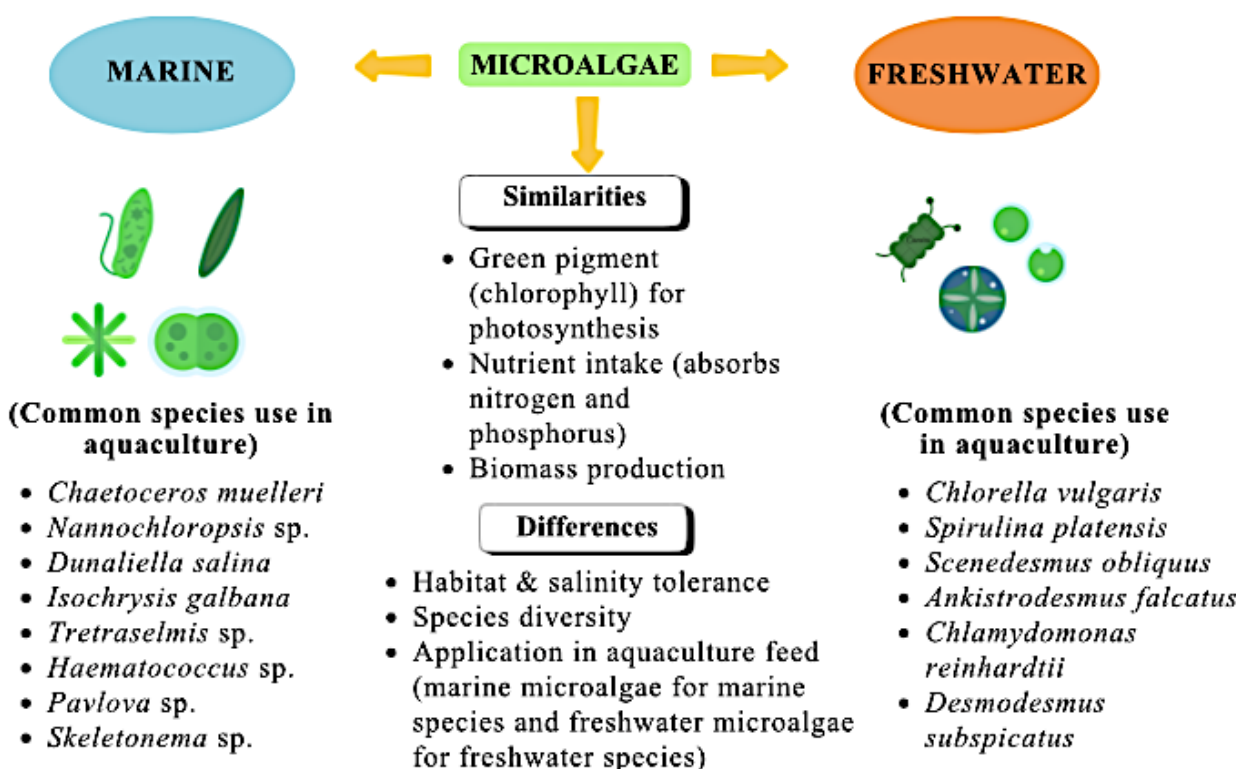 MARINE
MICROALGAE
FRESHWATER
Similarities
• Green pigment
(chlorophyll) for
photosynthesis
• Nutrient intake (absorbs
nitrogen and
phosphorus)
• Biomass production
Differences
• Habitat & salinity tolerance
• Species diversity
• Application in aquaculture feed
(marine microalgae for marine
species and freshwater microalgae
for freshwater species)
(Common species use in
aquaculture)
• Chaetoceros muelleri
• Nannochloropsis sp.
• Dunaliella salina
• Isochrysis galbana
• Tretraselmis sp.
• Haematococcus sp.
• Pavlova sp.
• Skeletonema sp.
(Common species use
in aquaculture)
• Chlorella vulgaris
• Spirulina platensis
• Scenedesmus obliquus
• Ankistrodesmus falcatus
• Chlamydomonas
reinhardtii
• Desmodesmus
subspicatus